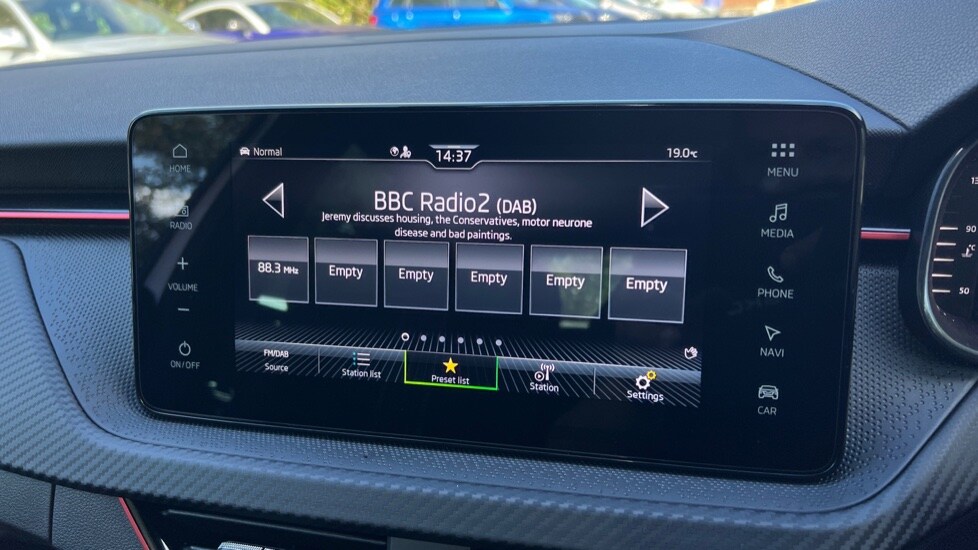 Normal
14:37
19.0°C
HOME
RADIO
VOLUME
ON/OFF
BBC Radio2 (DAB)
Jeremy discusses housing, the Conservatives, motor neurone
disease and bad paintings.
88.3 MHz
Empty
Empty
Empty
Empty
Empty
FM/DAB
Source
Station list
Preset list
Station
Settings
MENU
MEDIA
PHONE
NAVI
CAR
90
50